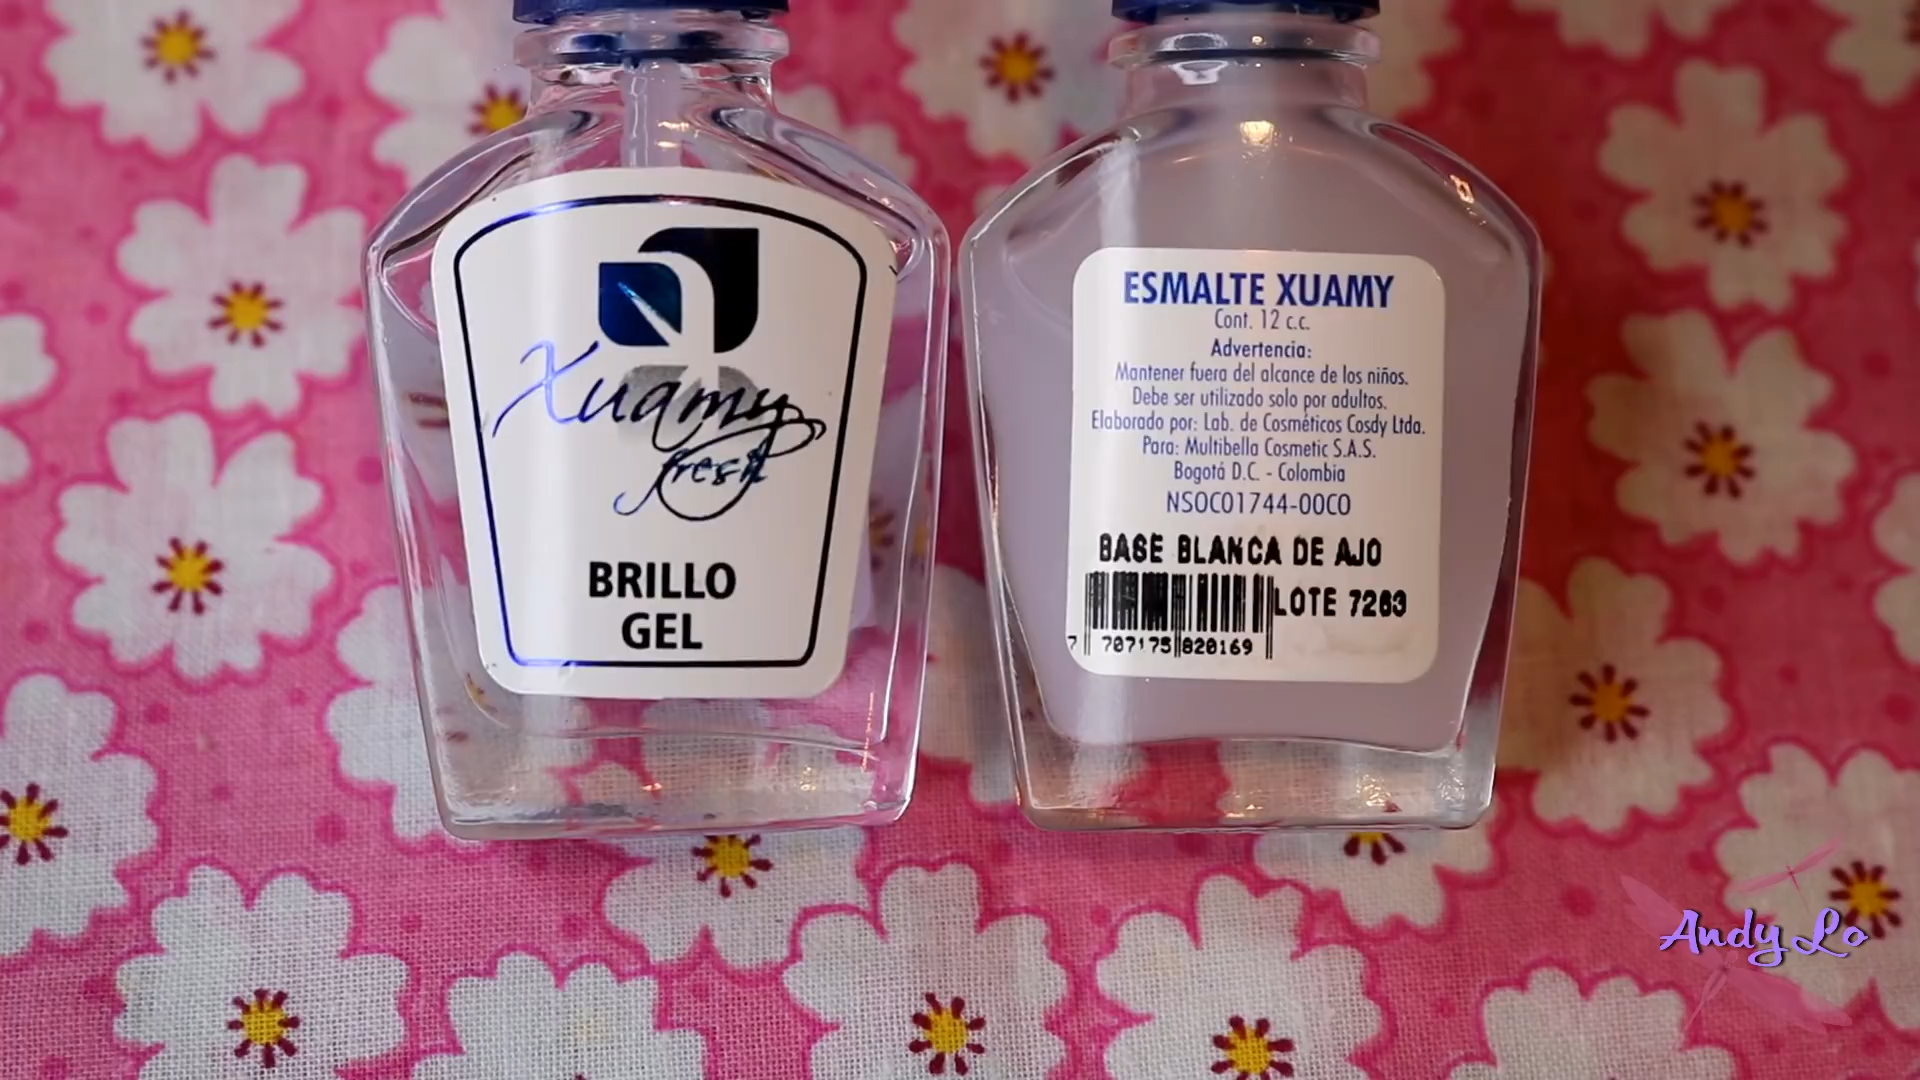 Xuamy
fresh
BRILLO
GEL
ESMALTE XUAMY
Cont. 12 c.c.
Advertencia:
Mantener fuera del alcance de los niños.
Debe ser utilizado solo por adultos.
Elaborado por: Lab. de Cosméticos Cosdy Ltda.
Para: Multibella Cosmetic S.A.S.
Bogotá D.C. - Colombia
NSOC01744-00CO
BASE BLANCA DE AJO
LOTE 7263
7 707175 820169
Andy Lo